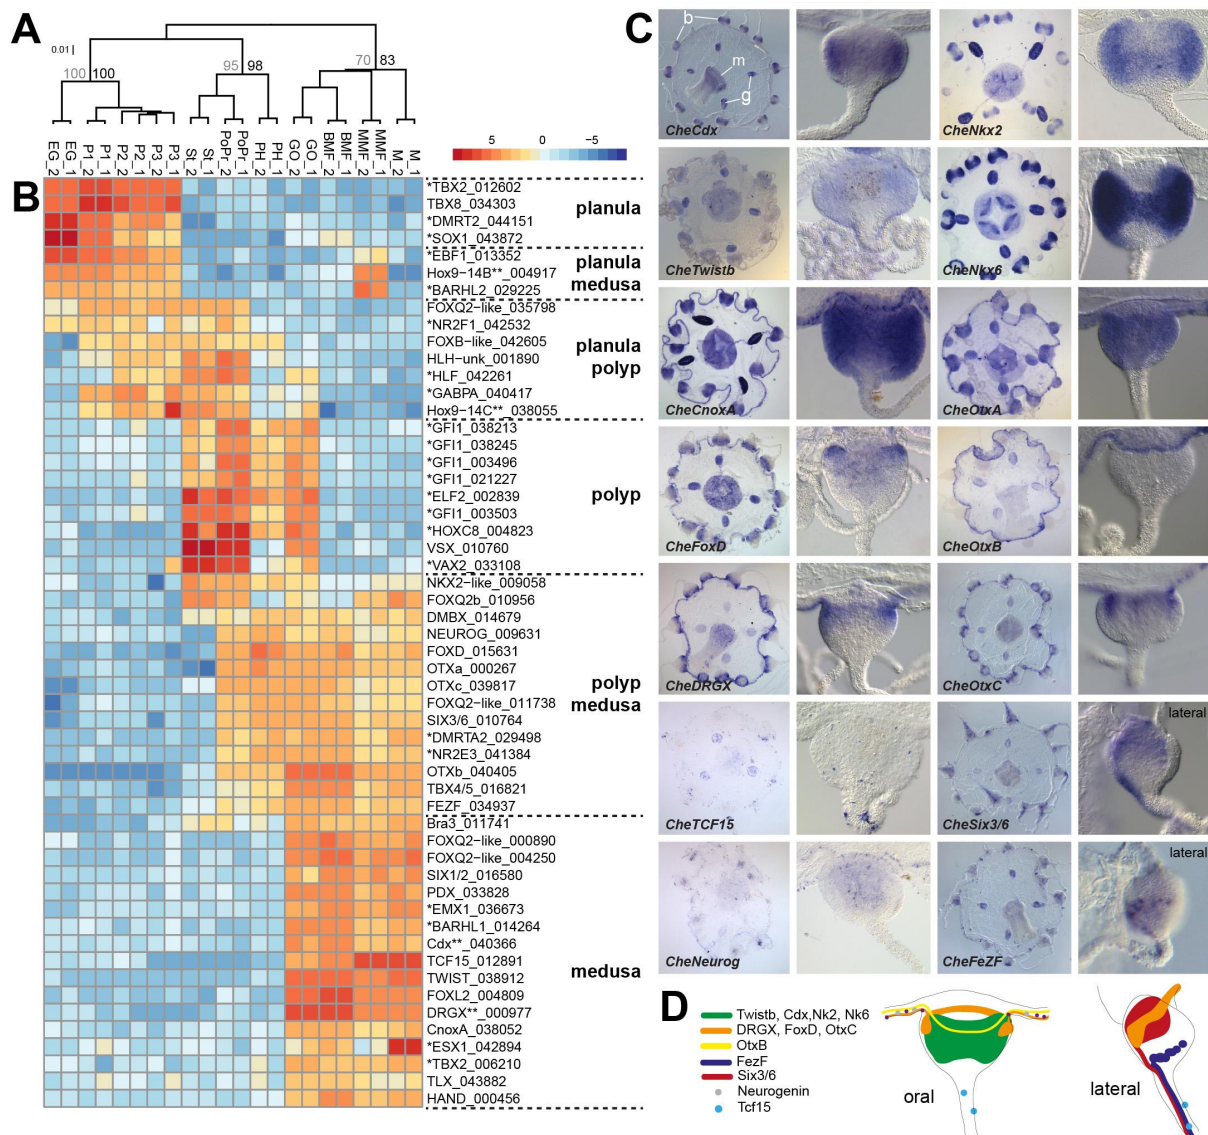 A
0.01
100
100
95
98
70
83
EG_2
EG_1
P1_2
P1_1
P2_2
P2_1
P3_2
P3_1
St_2
St_1
PoPr_2
PoPr_1
PH_2
PH_1
GO_2
GO_1
BMF_2
BMF_1
MMF_2
MMF_1
M_2
M_1
5 0 −5
B
*TBX2_012602
TBX8_034303
*DMRT2_044151
*SOX1_043872
planula
*EBF1_013352
Hox9−14B**_004917
*BARHL2_029225
planula
medusa
FOXQ2−like_035798
*NR2F1_042532
FOXB−like_042605
HLH−unk_001890
*HLF_042261
*GABPA_040417
Hox9−14C**_038055
planula
polyp
*GFI1_038213
*GFI1_038245
*GFI1_003496
*GFI1_021227
*ELF2_002839
*GFI1_003503
*HOXC8_004823
VSX_010760
*VAX2_033108
polyp
NKX2−like_009058
FOXQ2b_010956
DMBX_014679
NEUROG_009631
FOXD_015631
OTXa_000267
OTXc_039817
FOXQ2−like_011738
SIX3/6_010764
*DMRTA2_029498
*NR2E3_041384
OTXb_040405
TBX4/5_016821
FEZF_034937
polyp
medusa
Bra3_011741
FOXQ2−like_000890
FOXQ2−like_004250
SIX1/2_016580
PDX_033828
*EMX1_036673
*BARHL1_014264
Cdx**_040366
TCF15_012891
TWIST_038912
FOXL2_004809
DRGX**_000977
CnoxA_038052
*ESX1_042894
*TBX2_006210
TLX_043882
HAND_000456
medusa
C
b
m
g
CheCdx
CheNkx2
CheTwistb
CheNkx6
CheCnoxA
CheOtxA
CheFoxD
CheOtxB
CheDRGX
CheOtxC
CheTCF15
CheSix3/6
lateral
CheNeurog
CheFeZF
lateral
D
Twistb, Cdx,Nk2, Nk6
DRGX, FoxD, OtxC
OtxB
FezF
Six3/6
Neurogenin
Tcf15
oral
lateral